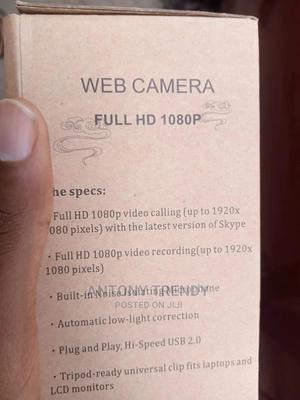 WEB CAMERA
FULL HD 1080P
he specs:
· Full HD 1080p video calling (up to 1920x
080 pixels) with the latest version of Skype
· Full HD 1080p video recording(up to 1920x
1080 pixels)
· Built-in Noise Isolating Microphone
ANTONY TRENDY
POSTED ON JIJI
· Automatic low-light correction
· Plug and Play, Hi-Speed USB 2.0
· Tripod-ready universal clip fits laptops and
LCD monitors